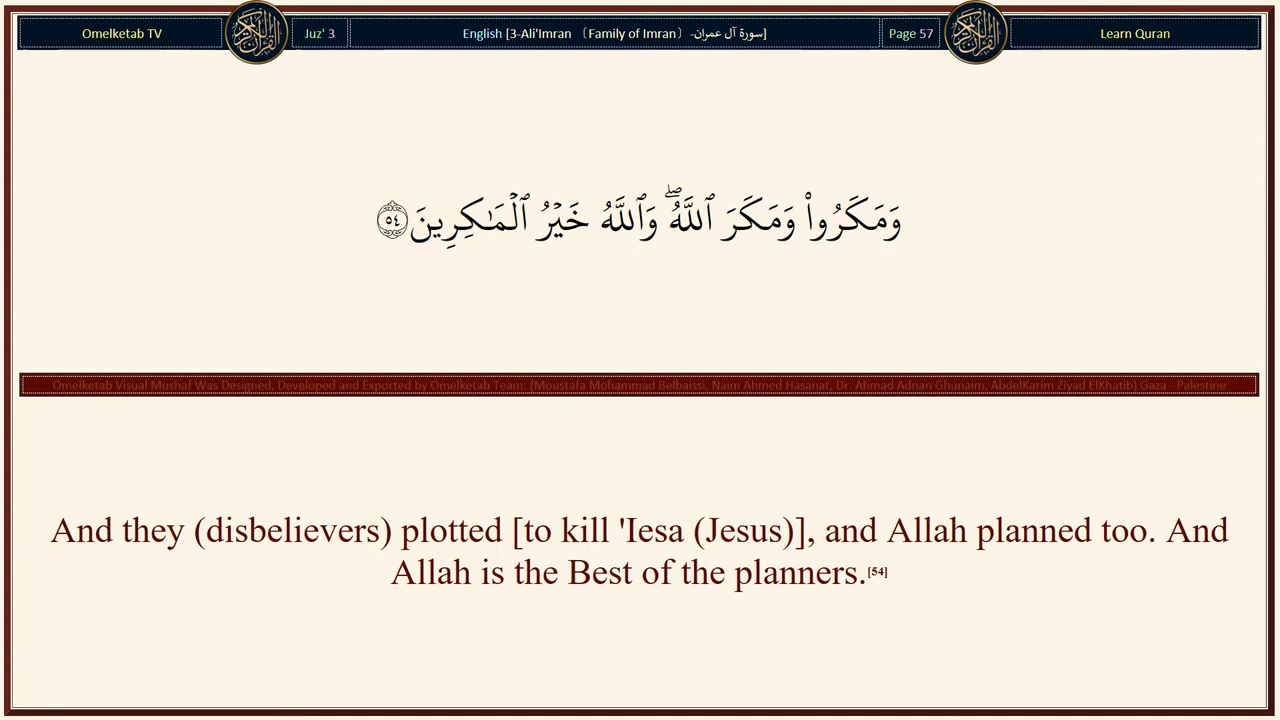 Omelketab TV
Juz' 3
English [3-Ali'Imran 〔Family of Imran〕-سورة آل عمران]
Page 57
Learn Quran
وَمَكَرُوا۟ وَمَكَرَ ٱللَّهُ ۖ وَٱللَّهُ خَيْرُ ٱلْمَـٰكِرِينَ ٥٤
Omelketab Visual Mushaf Was Designed, Developed and Exported by Omelketab Team: (Moustafa Mohammad Belbaissi, Naim Ahmed Hasanat, Dr. Ahmad Adnan Ghunaim, AbdelKarim Ziyad ElKhatib) Gaza - Palestine
And they (disbelievers) plotted [to kill 'Iesa (Jesus)], and Allah planned too. And
Allah is the Best of the planners.[54]